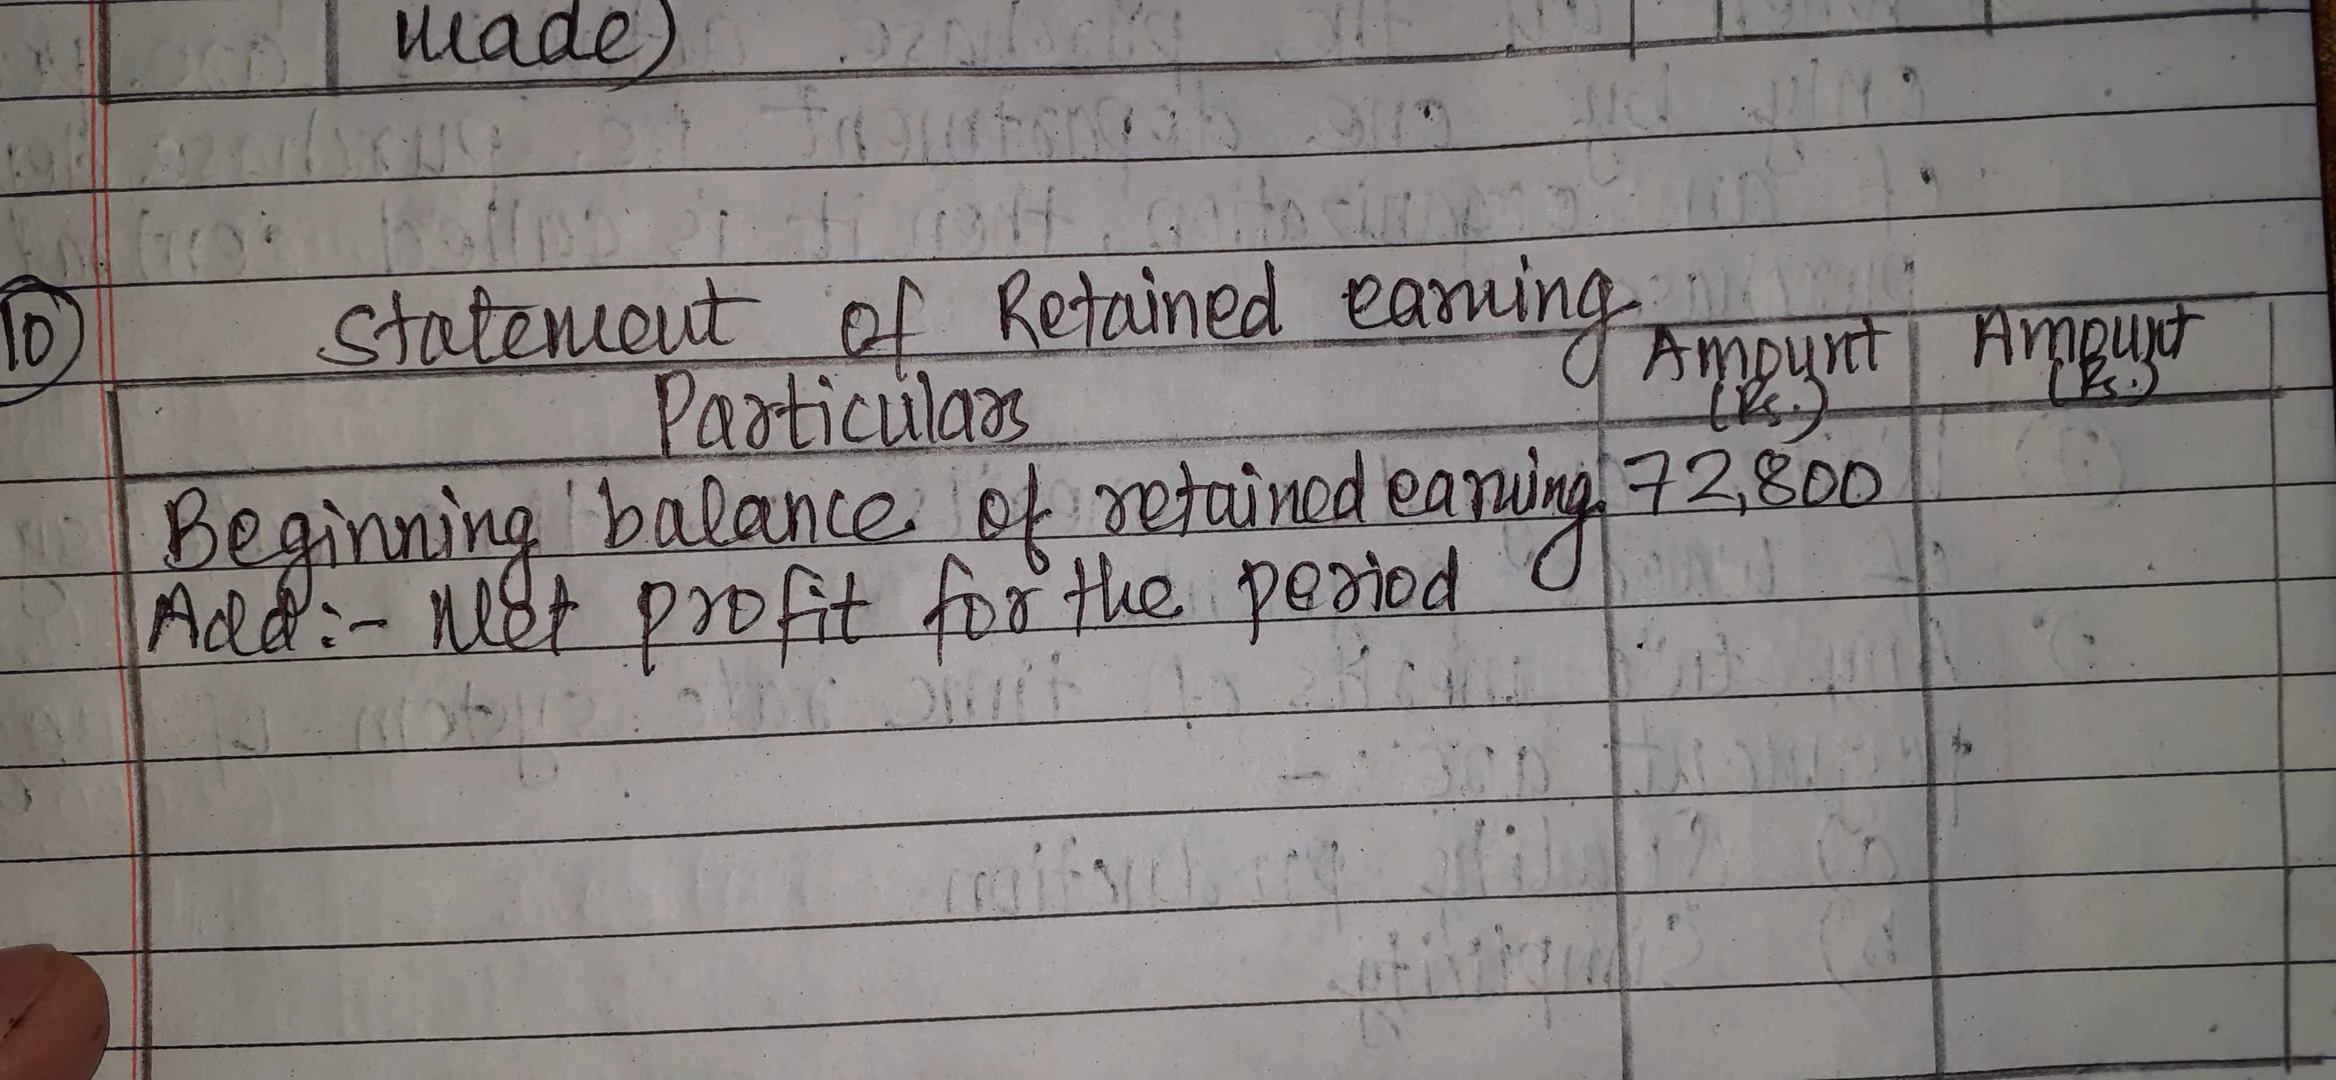 made)
10
Statement of Retained earning
Particulars Amount (Rs.) Amount (Rs.)
Beginning balance of retained earning. 72,800
Add:- Net profit for the period